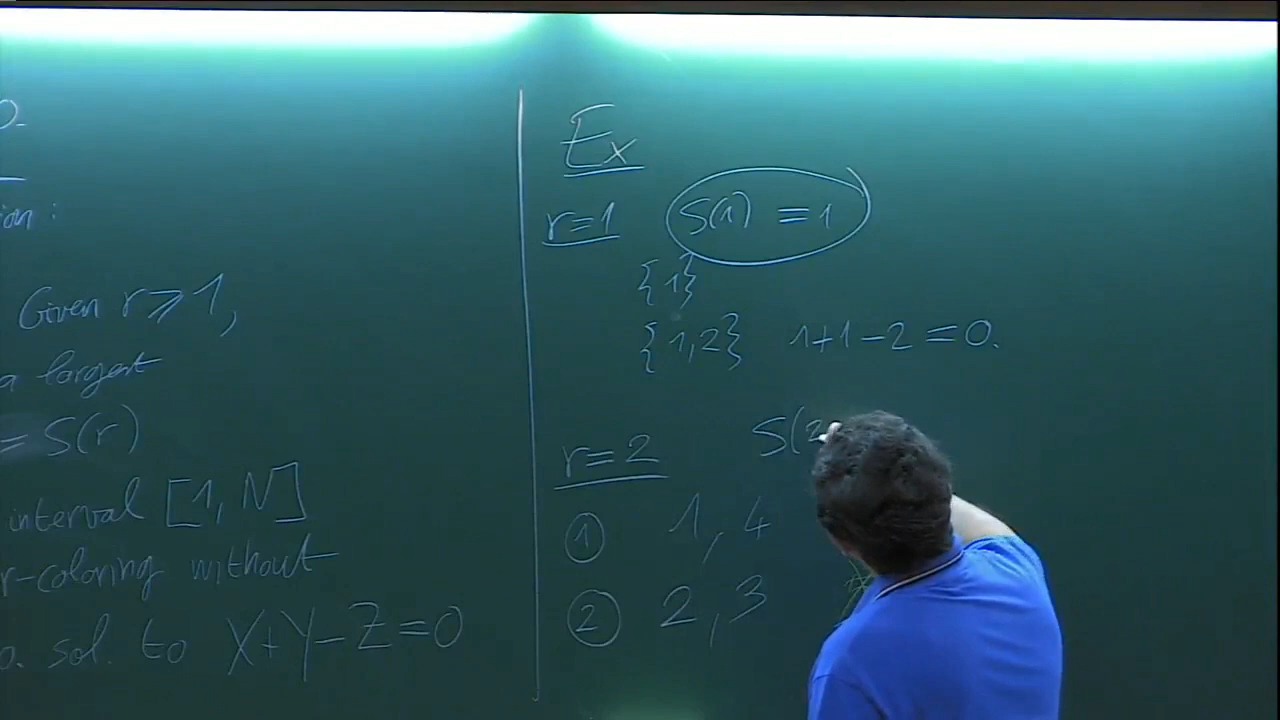 ion:
Given r ⩾ 1,
a largest
= S(r)
interval [1, N]
r-coloring without
sol. to X+Y-Z=0
Ex
r=1 S(1) = 1
{1}
{1,2} 1+1-2=0.
r=2 S(2
① 1, 4
② 2, 3